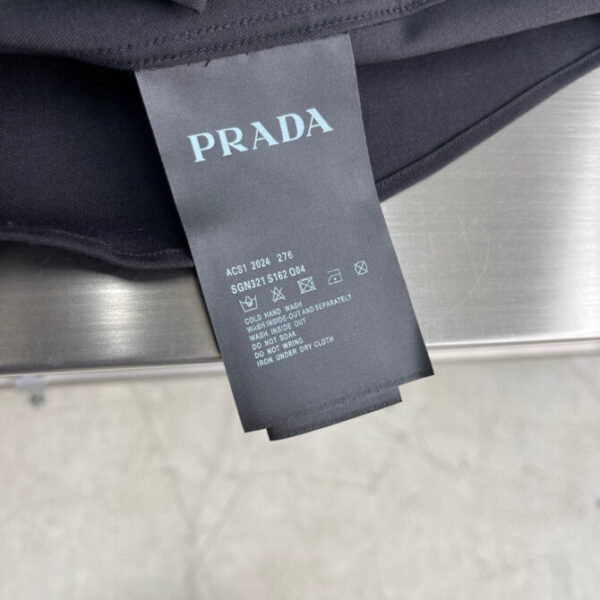 PRADA
ACS1 2024 276
SGN321 S162 Q04
COLD HAND WASH
WASH INSIDE-OUT AND SEPARATELY
WASH INSIDE OUT
DO NOT SOAK
DO NOT WRING
IRON UNDER DRY CLOTH